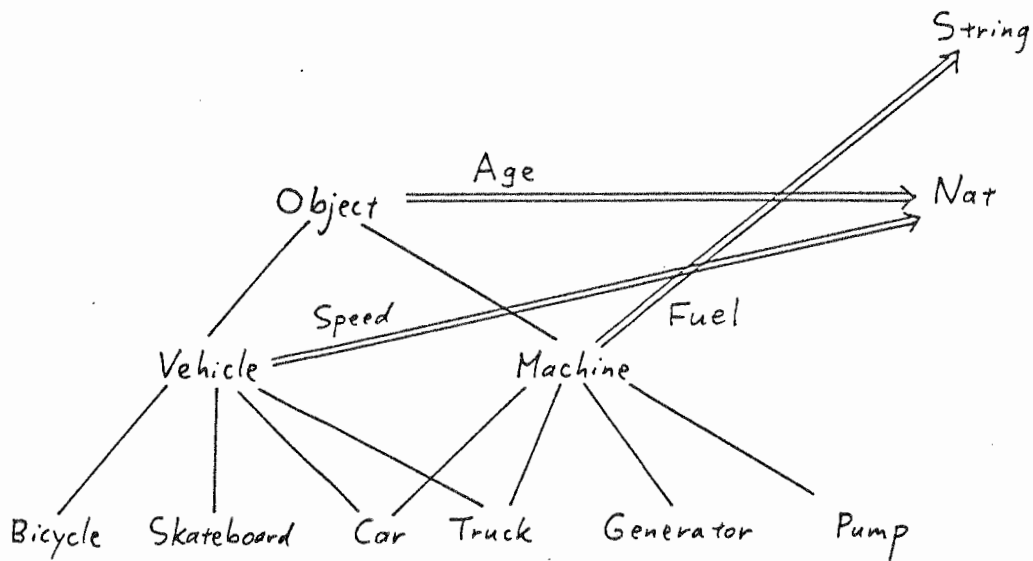 String
Age
Object
Nat
Speed
Fuel
Vehicle
Machine
Bicycle Skateboard Car Truck Generator Pump